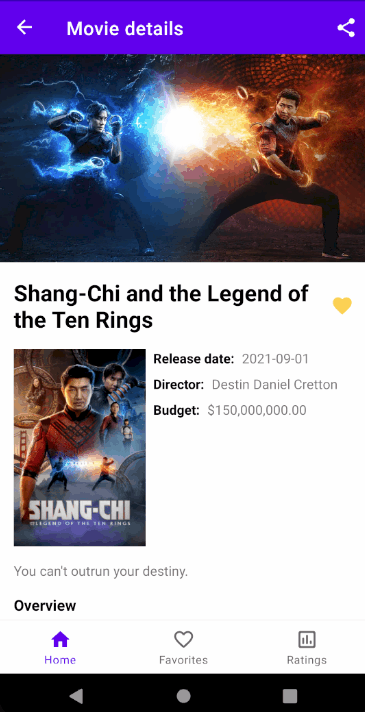 Movie details
Shang-Chi and the Legend of
the Ten Rings
Release date: 2021-09-01
Director: Destin Daniel Cretton
Budget: $150,000,000.00
SHANG-CHI
AND THE LEGEND OF THE TEN RINGS
You can't outrun your destiny.
Overview
Home
Favorites
Ratings